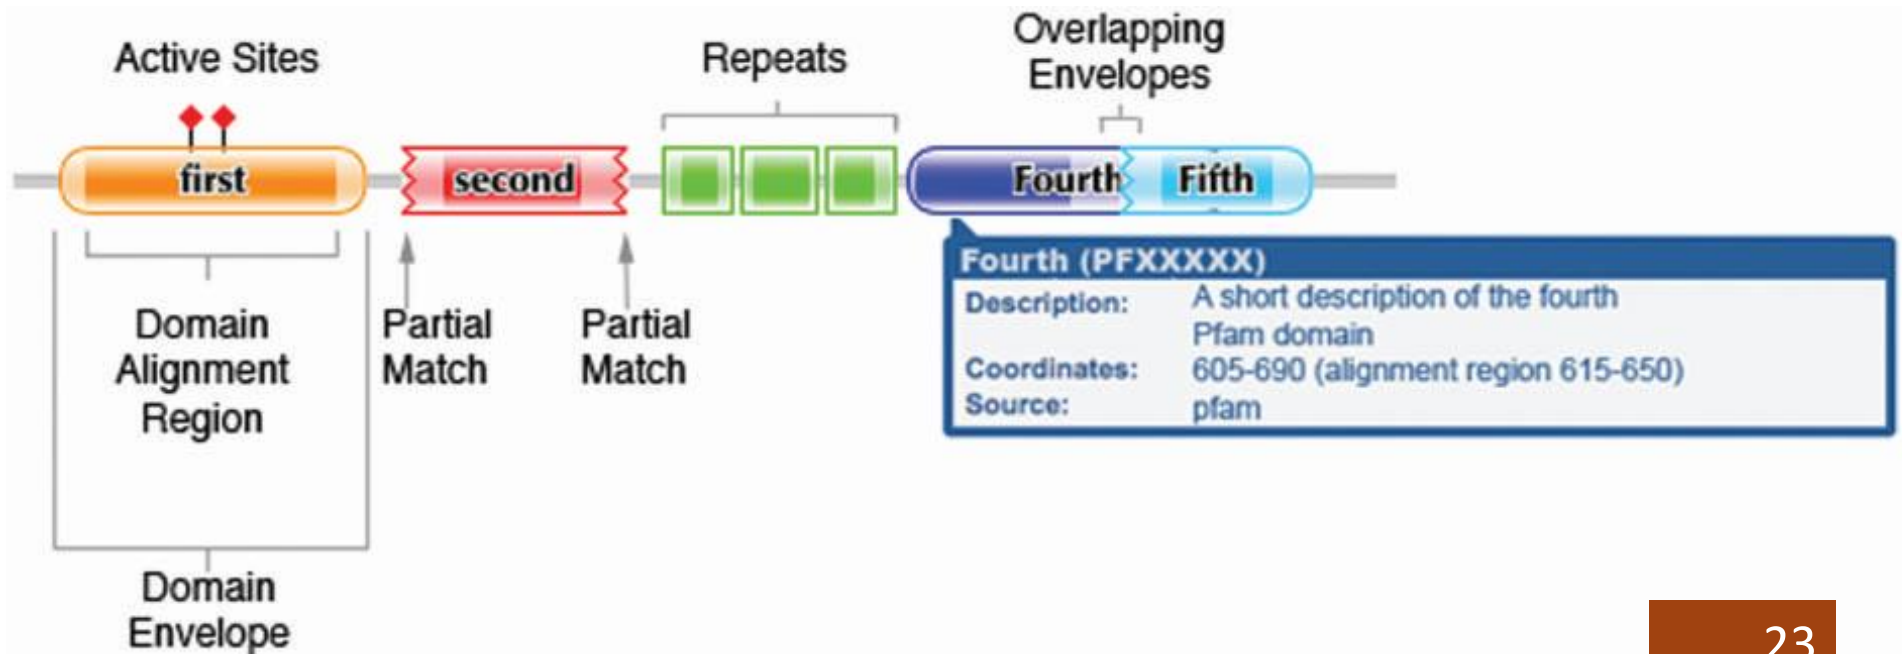 Active Sites
Repeats
Overlapping
Envelopes
first
second
Fourth
Fifth
Domain
Alignment
Region
Partial
Match
Partial
Match
Domain
Envelope
Fourth (PFXXXXX)
Description: A short description of the fourth
Pfam domain
Coordinates: 605-690 (alignment region 615-650)
Source: pfam
23